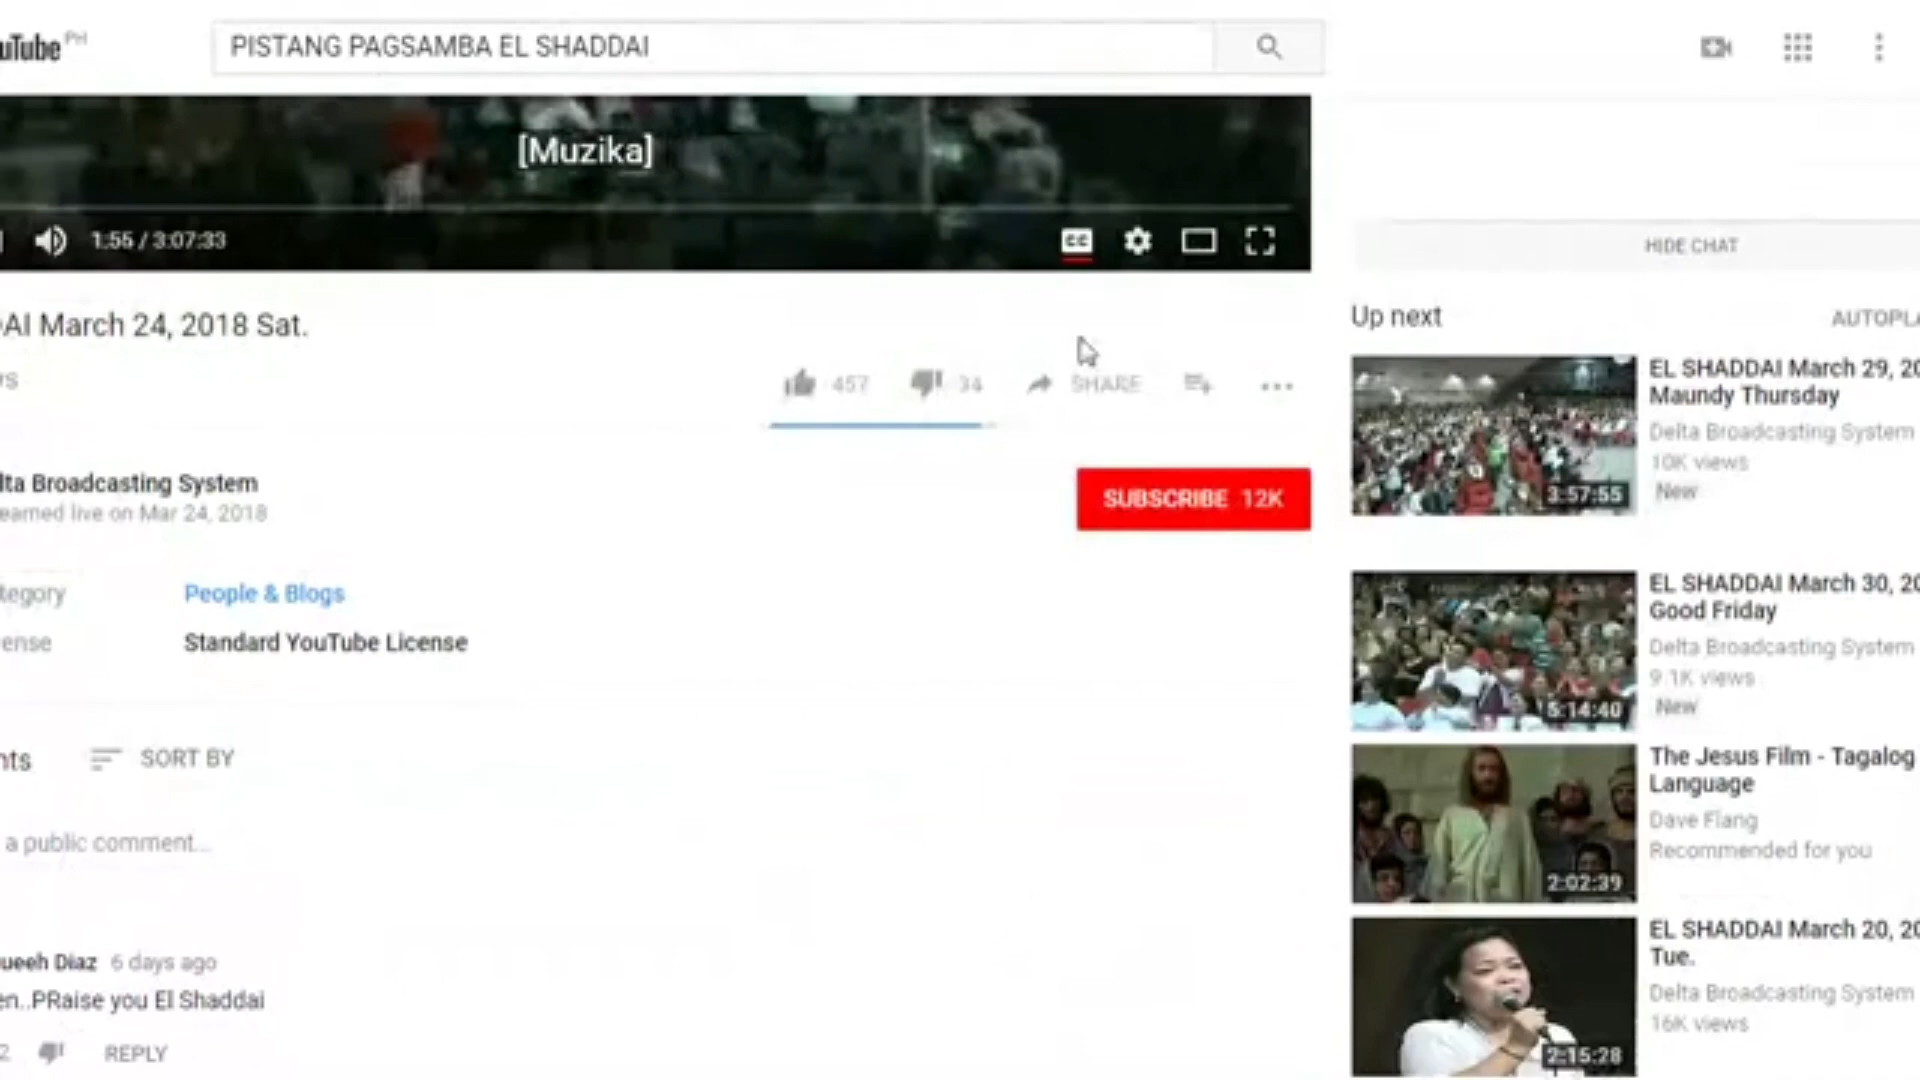 uTube PH
PISTANG PAGSAMBA EL SHADDAI
[Muzika]
1:55 / 3:07:33
CC
HIDE CHAT
AI March 24, 2018 Sat.
Up next
AUTOPLA
457
34
SHARE
lta Broadcasting System
eamed live on Mar 24, 2018
SUBSCRIBE 12K
tegory
People & Blogs
ense
Standard YouTube License
nts
SORT BY
a public comment...
ueeh Diaz 6 days ago
en..PRaise you El Shaddai
2
REPLY
EL SHADDAI March 29, 20
Maundy Thursday
Delta Broadcasting System
10K views
New
3:57:55
EL SHADDAI March 30, 20
Good Friday
Delta Broadcasting System
9.1K views
New
5:14:40
The Jesus Film - Tagalog
Language
Dave Flang
Recommended for you
2:02:39
EL SHADDAI March 20, 20
Tue.
Delta Broadcasting System
16K views
2:15:28